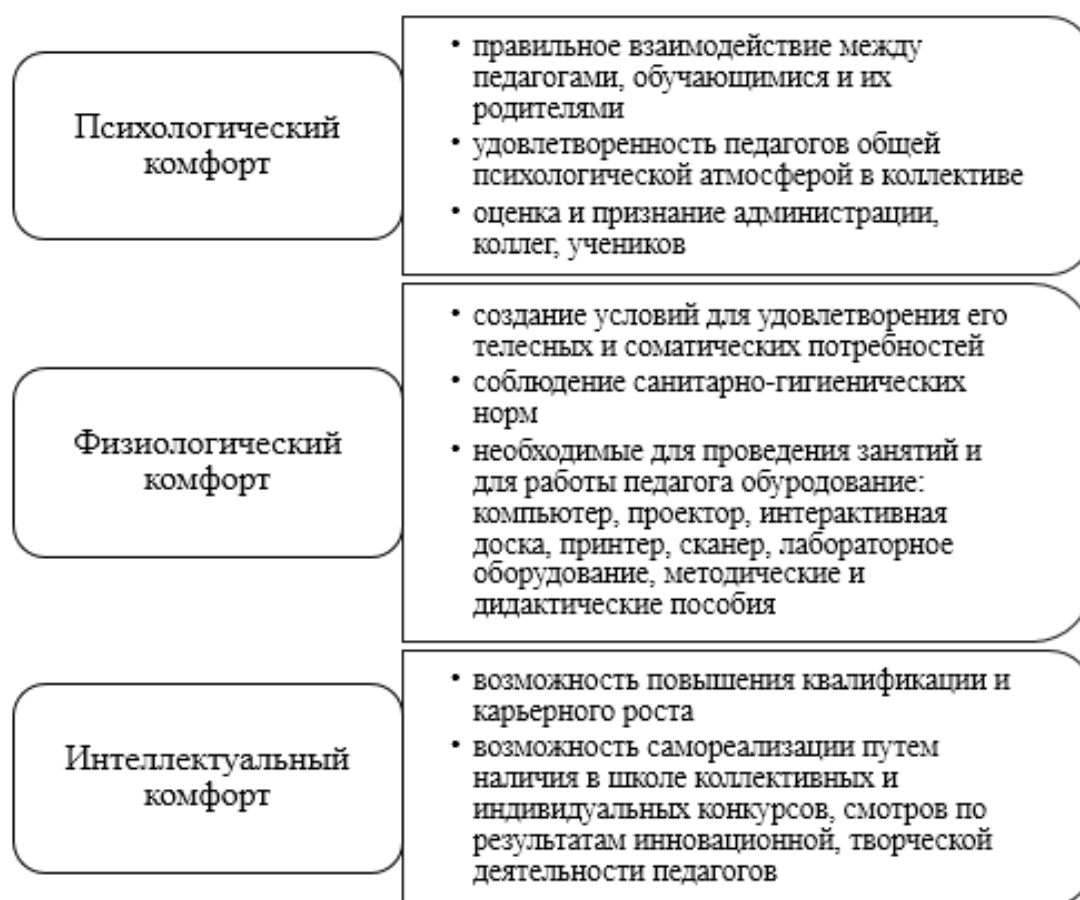 Психологический
комфорт
• правильное взаимодействие между
педагогами, обучающимися и их
родителями
• удовлетворенность педагогов общей
психологической атмосферой в коллективе
• оценка и признание администрации,
коллег, учеников
Физиологический
комфорт
• создание условий для удовлетворения его
телесных и соматических потребностей
• соблюдение санитарно-гигиенических
норм
• необходимые для проведения занятий и
для работы педагога обуродование:
компьютер, проектор, интерактивная
доска, принтер, сканер, лабораторное
оборудование, методические и
дидактические пособия
Интеллектуальный
комфорт
• возможность повышения квалификации и
карьерного роста
• возможность самореализации путем
наличия в школе коллективных и
индивидуальных конкурсов, смотров по
результатам инновационной, творческой
деятельности педагогов